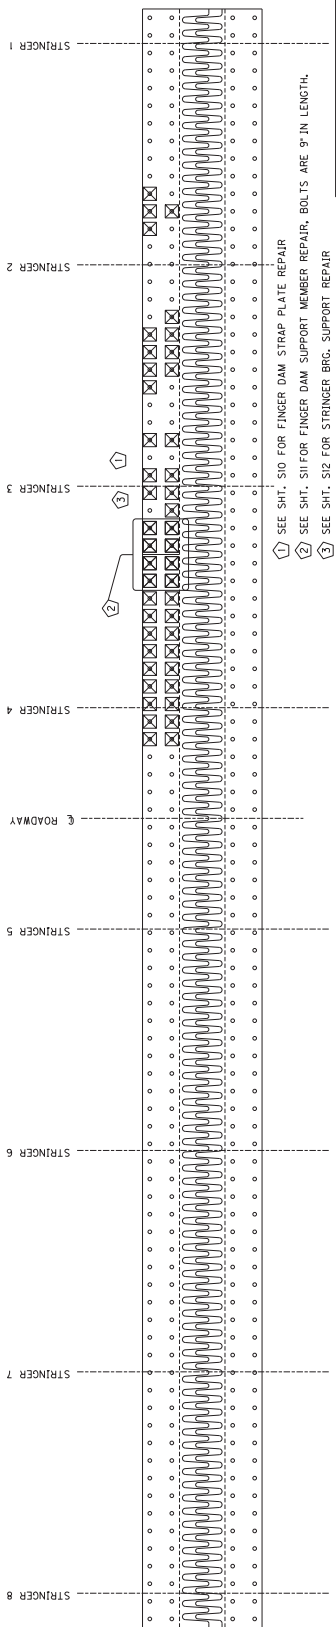 STRINGER 1
STRINGER 2
STRINGER 3
STRINGER 4
℄ ROADWAY
STRINGER 5
STRINGER 6
STRINGER 7
STRINGER 8
1
3
2
1 SEE SHT. S10 FOR FINGER DAM STRAP PLATE REPAIR
2 SEE SHT. S11 FOR FINGER DAM SUPPORT MEMBER REPAIR, BOLTS ARE 9" IN LENGTH.
3 SEE SHT. S12 FOR STRINGER BRG. SUPPORT REPAIR